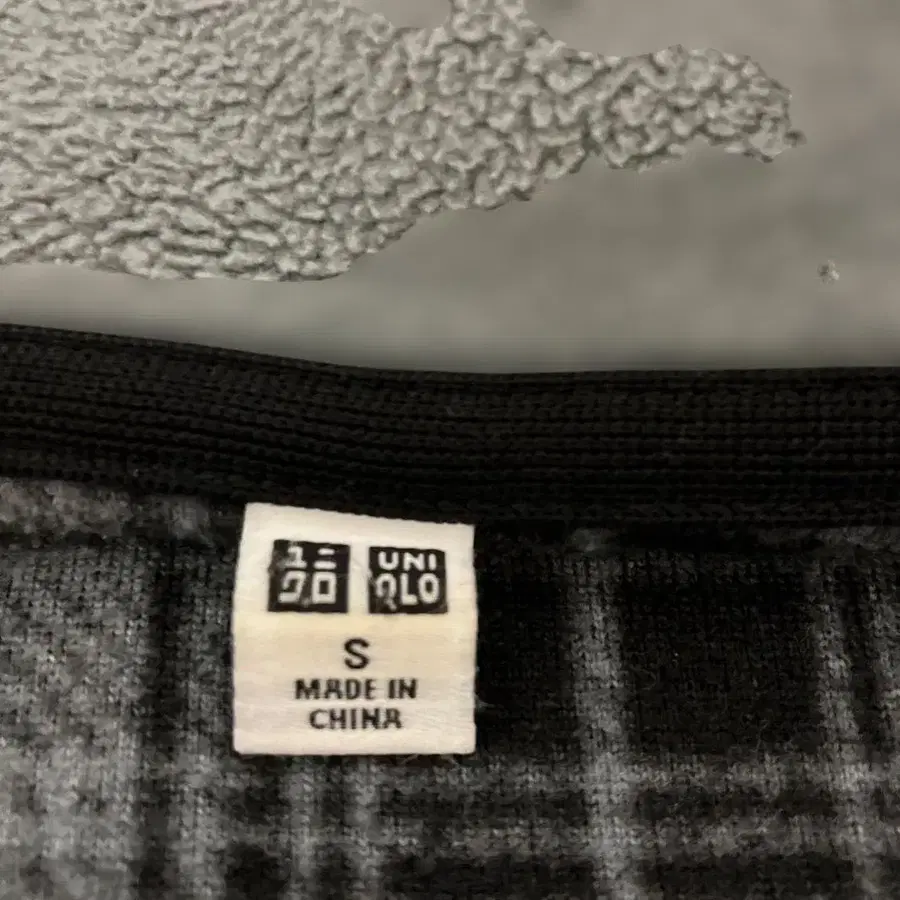 ユニ UNI
クロ QLO
S
MADE IN
CHINA